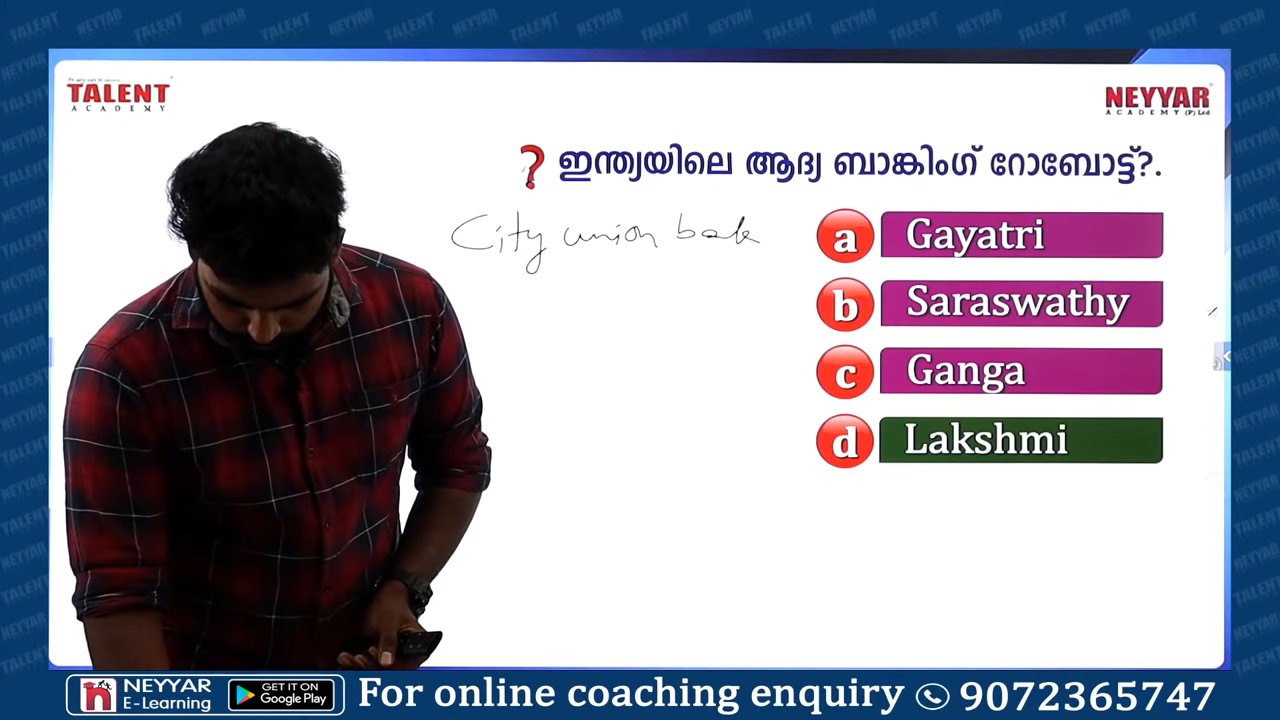 TALENT
ACADEMY
NEYYAR
ACADEMY (P) Ltd
? ഇന്ത്യയിലെ ആദ്യ ബാങ്കിംഗ് റോബോട്ട്?.
City union bank
a Gayatri
b Saraswathy
c Ganga
d Lakshmi
NEYYAR
E-Learning
GET IT ON
Google Play
For online coaching enquiry 9072365747